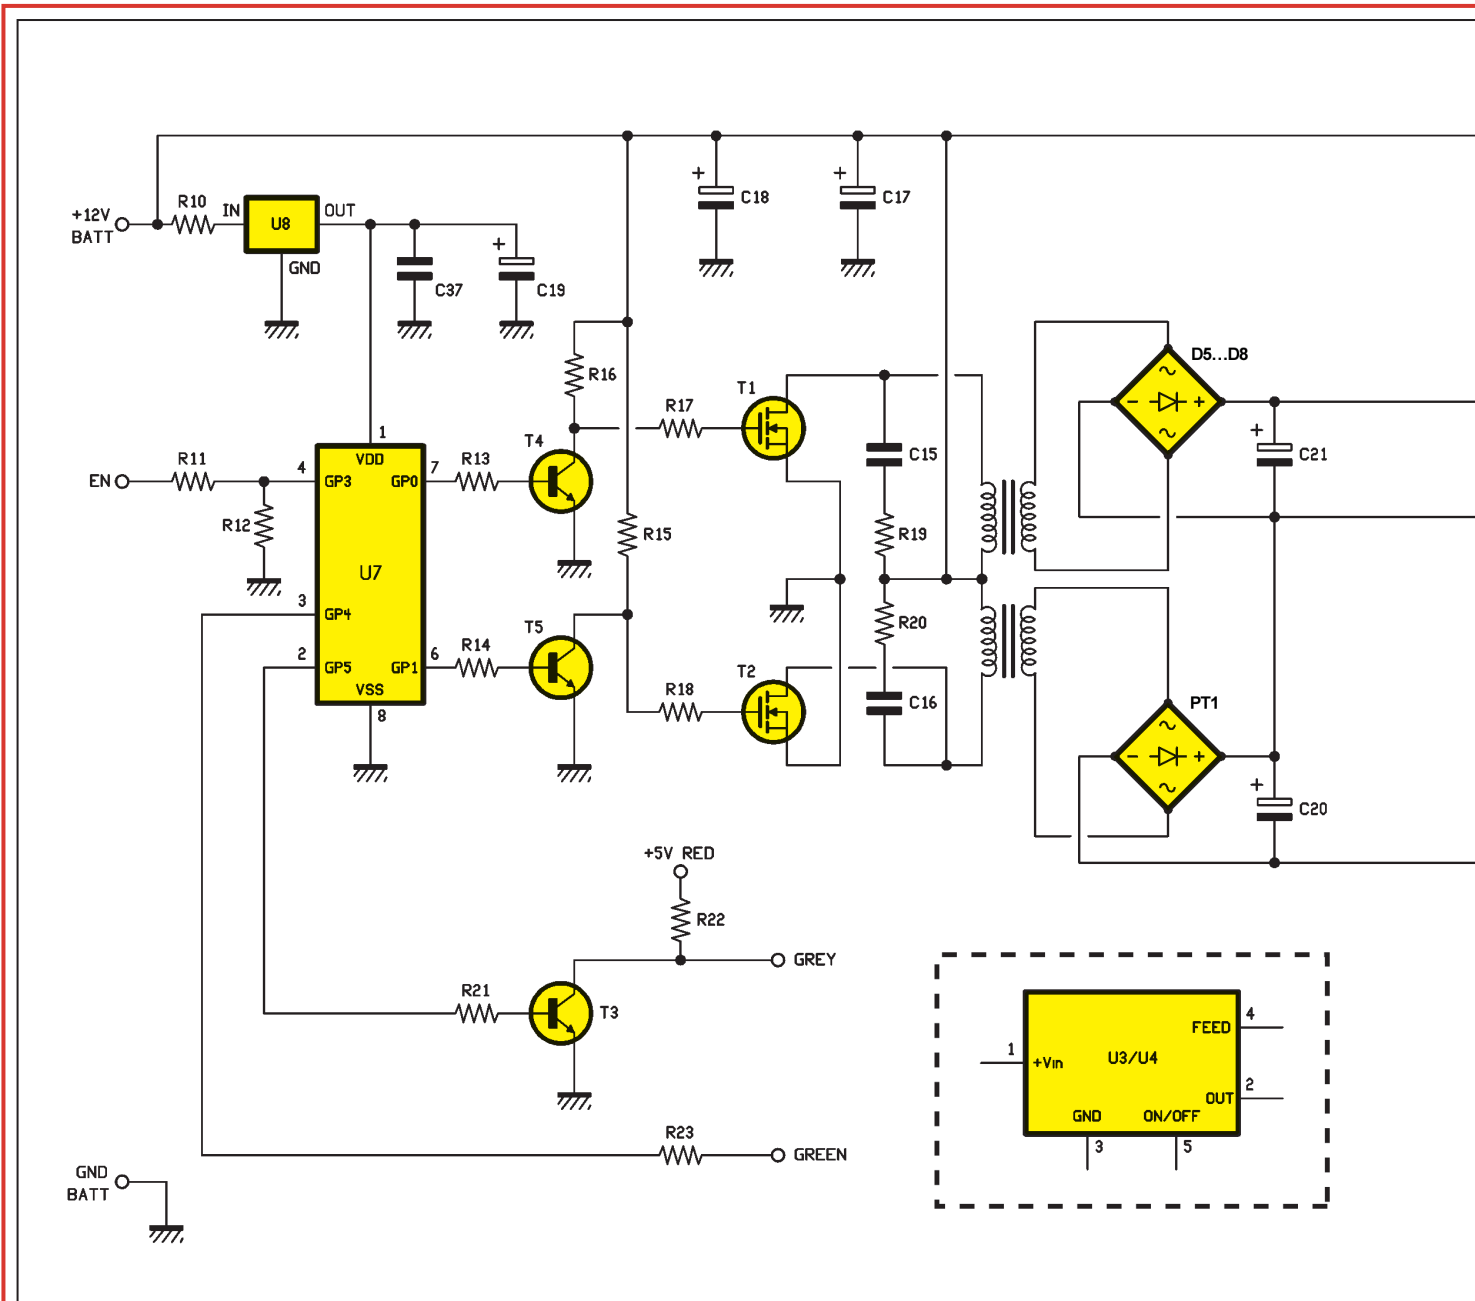 +12V
BATT
R10
IN
U8
OUT
GND
C37
+
C19
+
C18
+
C17
R16
R17
T1
T4
EN
R11
R12
4
1
VDD
GP3
GP0
7
R13
R15
C15
R19
D5...D8
~
- +
~
+
C21
U7
3
GP4
2
GP5
GP1
6
VSS
8
R14
T5
R18
T2
R20
C16
PT1
~
- +
~
+
C20
+5V RED
R22
GREY
R21
T3
R23
GREEN
GND
BATT
1
+Vin
U3/U4
FEED
4
OUT
2
GND
ON/OFF
3
5